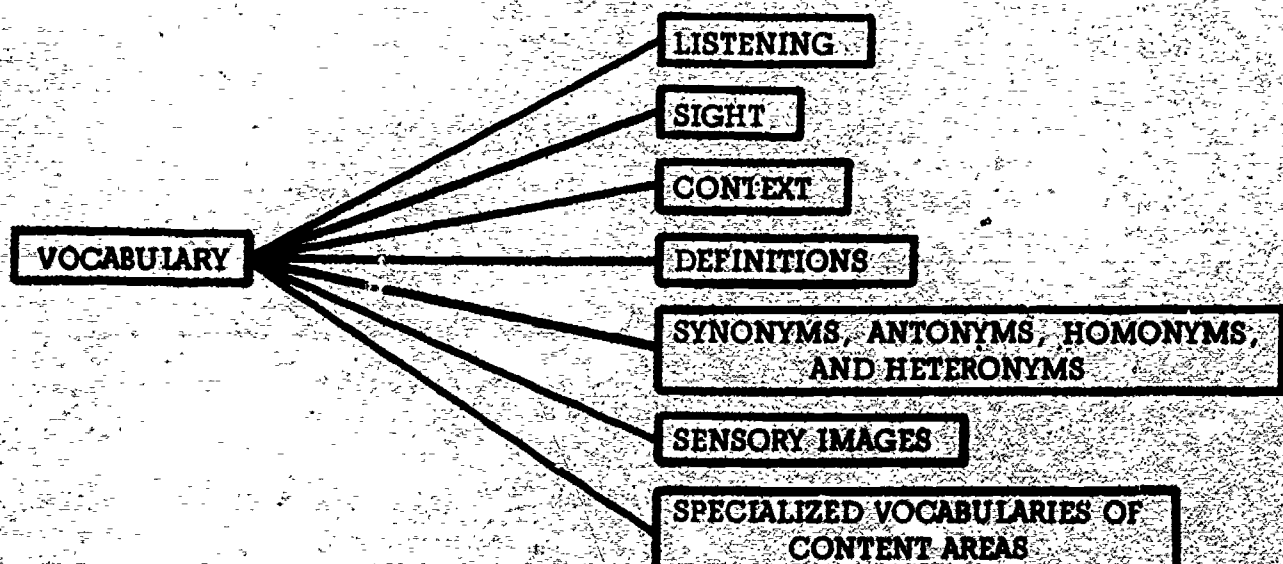 LISTENING
SIGHT
CONTEXT
VOCABULARY
DEFINITIONS
SYNONYMS, ANTONYMS, HOMONYMS,
AND HETERONYMS
SENSORY IMAGES
SPECIALIZED VOCABULARIES OF
CONTENT AREAS